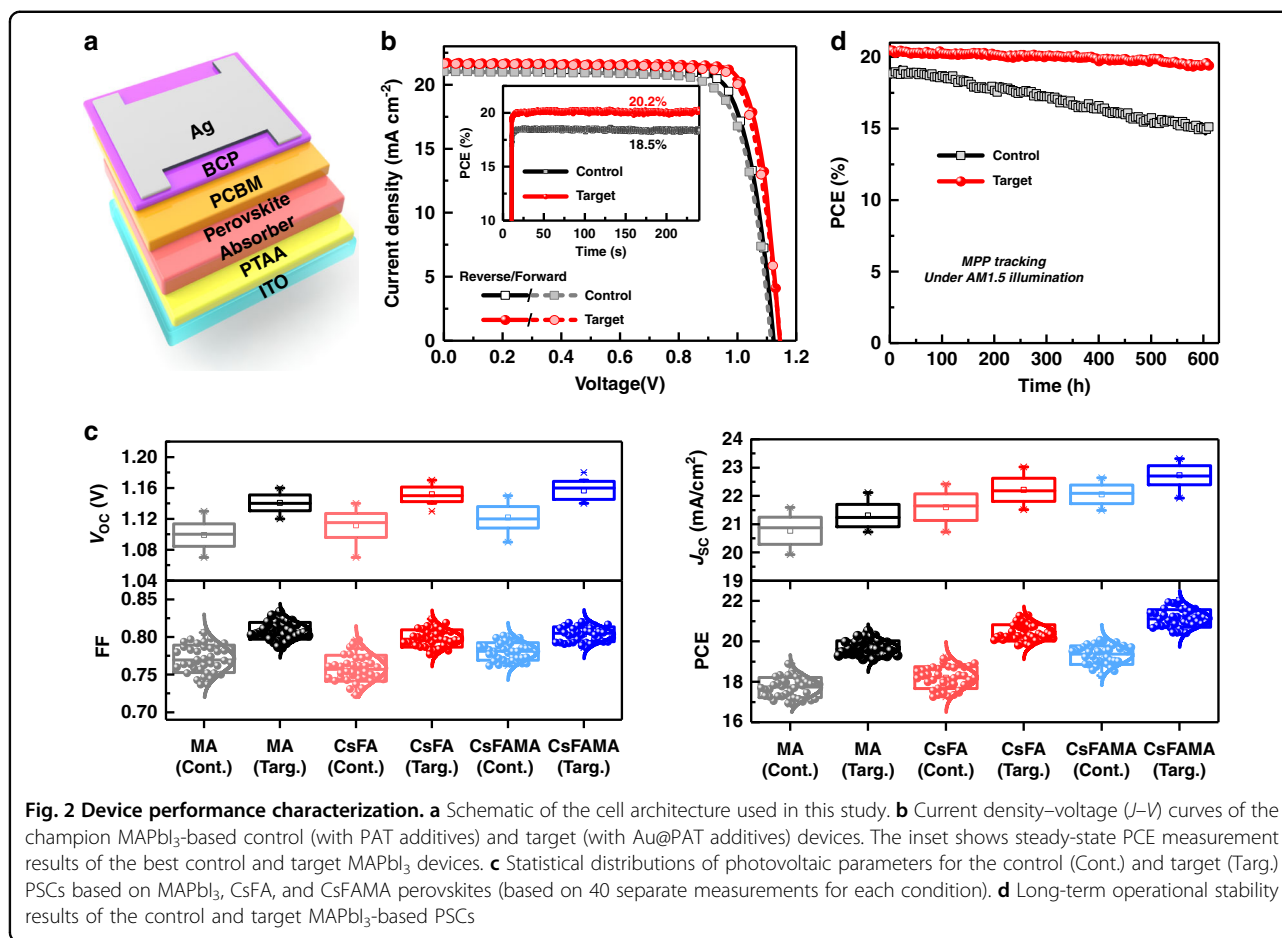 a
Ag
BCP
PCBM
Perovskite
Absorber
PTAA
ITO
b
Current density (mA cm⁻²)
20
15
10
5
0
0.0 0.2 0.4 0.6 0.8 1.0 1.2
Voltage(V)
PCE (%)
20
15
10
20.2%
18.5%
Control
Target
50 100 150 200
Time (s)
Reverse/Forward
/ Control
/ Target
d
PCE (%)
20
15
10
5
0
Control
Target
MPP tracking
Under AM1.5 illumination
0 100 200 300 400 500 600
Time (h)
c
V_OC (V)
1.20
1.16
1.12
1.08
1.04
FF
0.85
0.80
0.75
0.70
MA (Cont.) MA (Targ.) CsFA (Cont.) CsFA (Targ.) CsFAMA (Cont.) CsFAMA (Targ.)
J_SC (mA/cm²)
24
23
22
21
20
19
PCE
22
20
18
16
MA (Cont.) MA (Targ.) CsFA (Cont.) CsFA (Targ.) CsFAMA (Cont.) CsFAMA (Targ.)
Fig. 2 Device performance characterization. a Schematic of the cell architecture used in this study. b Current density–voltage (J–V) curves of the
champion MAPbI₃-based control (with PAT additives) and target (with Au@PAT additives) devices. The inset shows steady-state PCE measurement
results of the best control and target MAPbI₃ devices. c Statistical distributions of photovoltaic parameters for the control (Cont.) and target (Targ.)
PSCs based on MAPbI₃, CsFA, and CsFAMA perovskites (based on 40 separate measurements for each condition). d Long-term operational stability
results of the control and target MAPbI₃-based PSCs